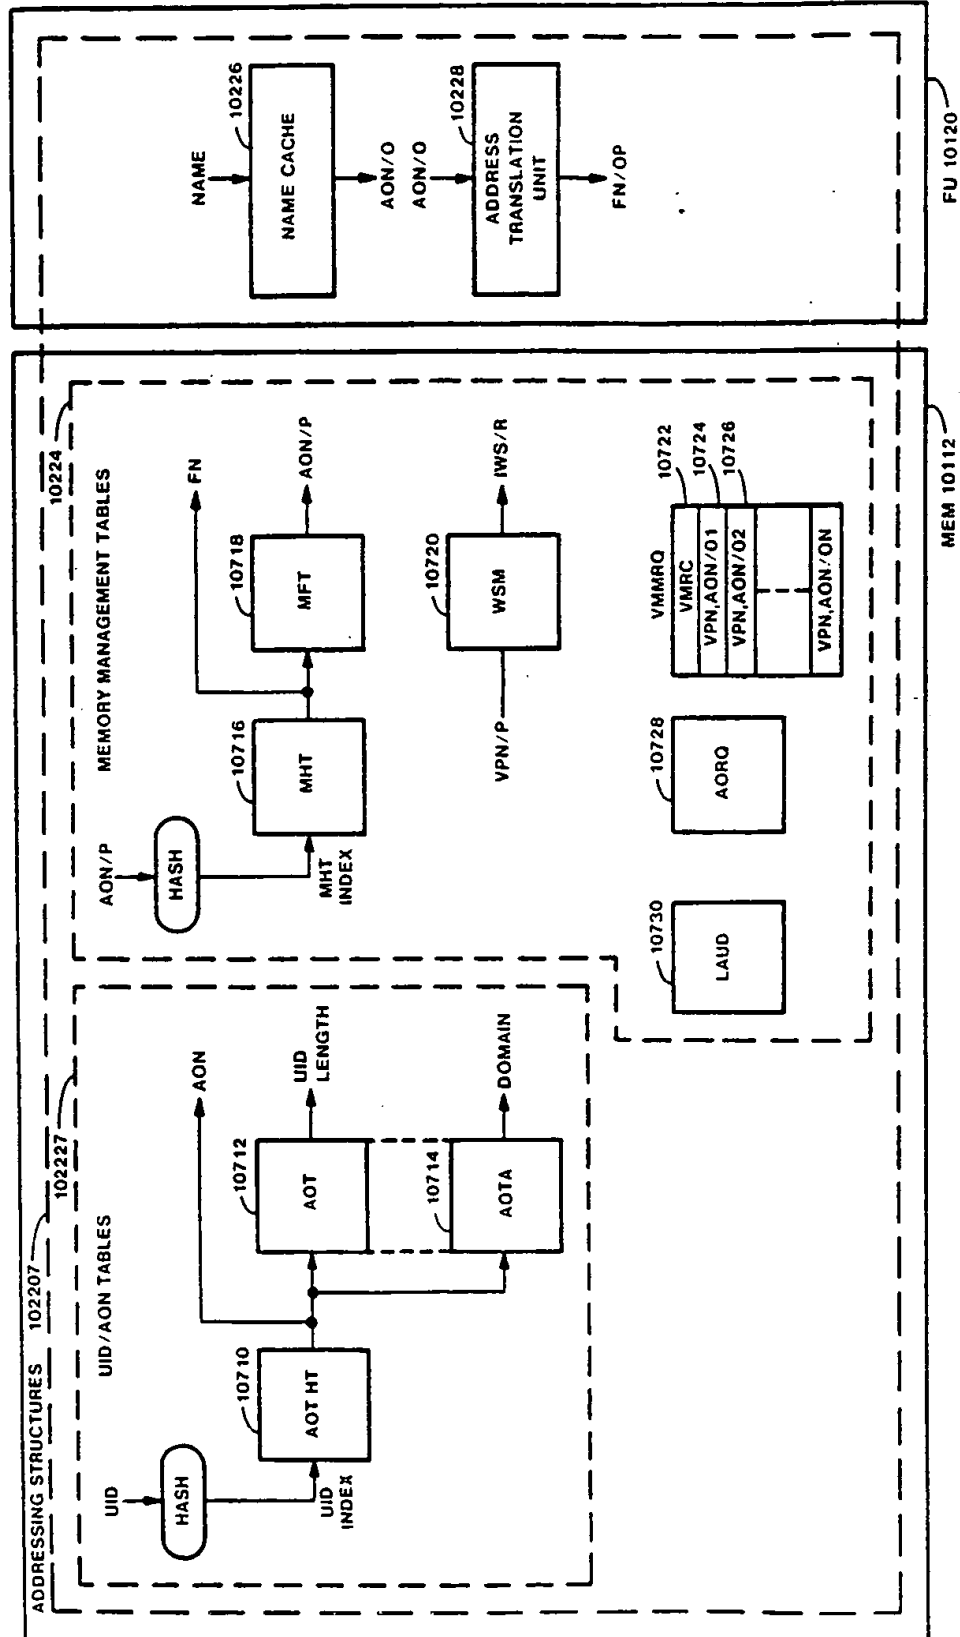 ADDRESSING STRUCTURES 102207
102227
UID/AON TABLES
UID
HASH
UID
INDEX
10710
AOT HT
AON
10712
AOT
UID
LENGTH
10714
AOTA
DOMAIN
10224
MEMORY MANAGEMENT TABLES
AON/P
HASH
MHT
INDEX
10716
MHT
FN
10718
MFT
AON/P
VPN/P
10720
WSM
IWS/R
10730
LAUD
10728
AORQ
VMMRQ
VMRC
10722
VPN,AON/01
10724
VPN,AON/02
10726
VPN,AON/ON
MEM 10112
NAME
10226
NAME CACHE
AON/O
AON/O
10228
ADDRESS
TRANSLATION
UNIT
FN/OP
FU 10120